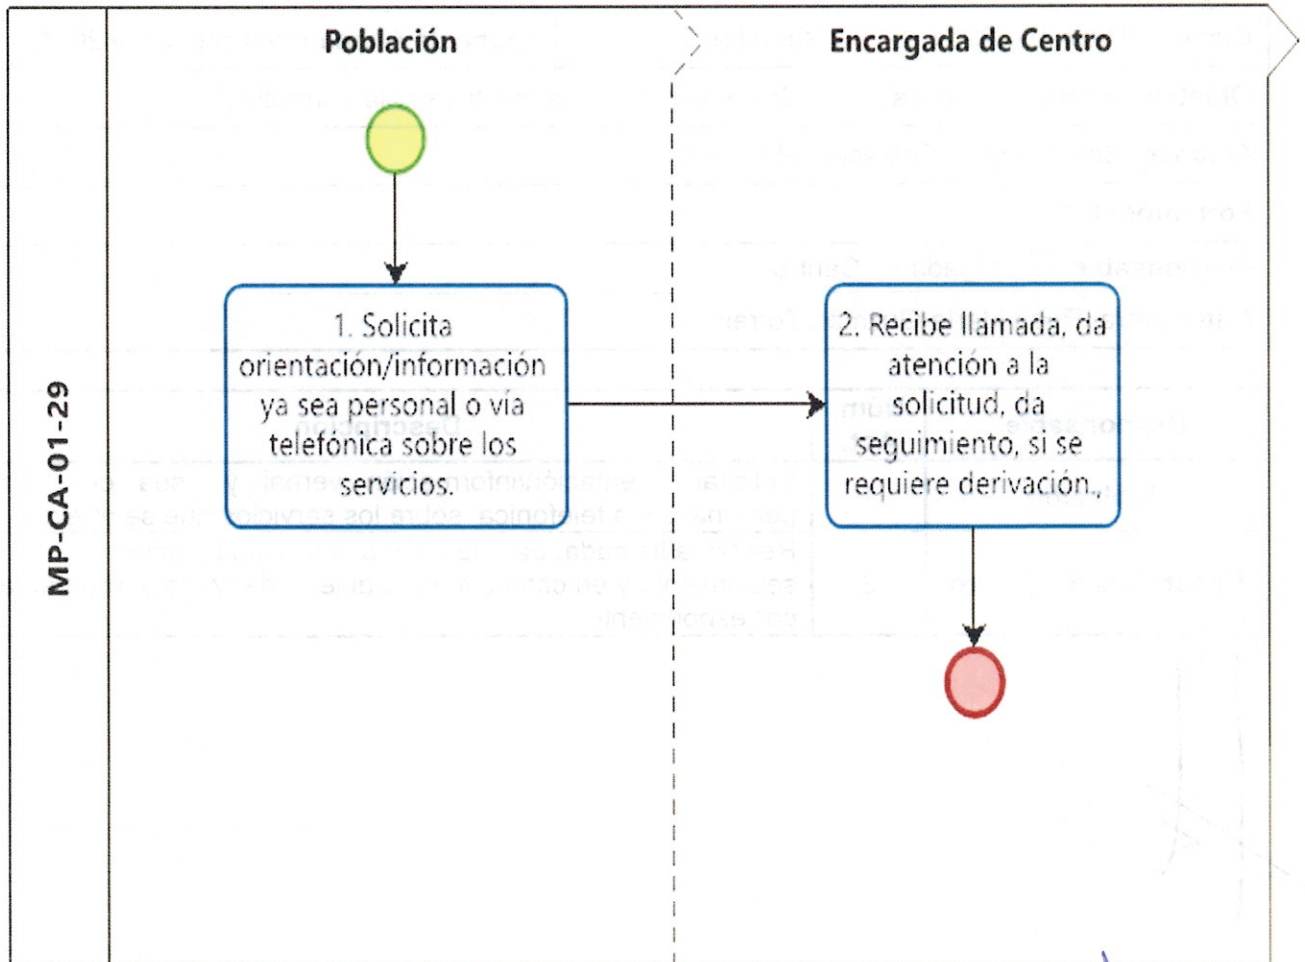 Población
Encargada de Centro
MP-CA-01-29
1. Solicita
orientación/información
ya sea personal o vía
telefónica sobre los
servicios.
2. Recibe llamada, da
atención a la
solicitud, da
seguimiento, si se
requiere derivación.,